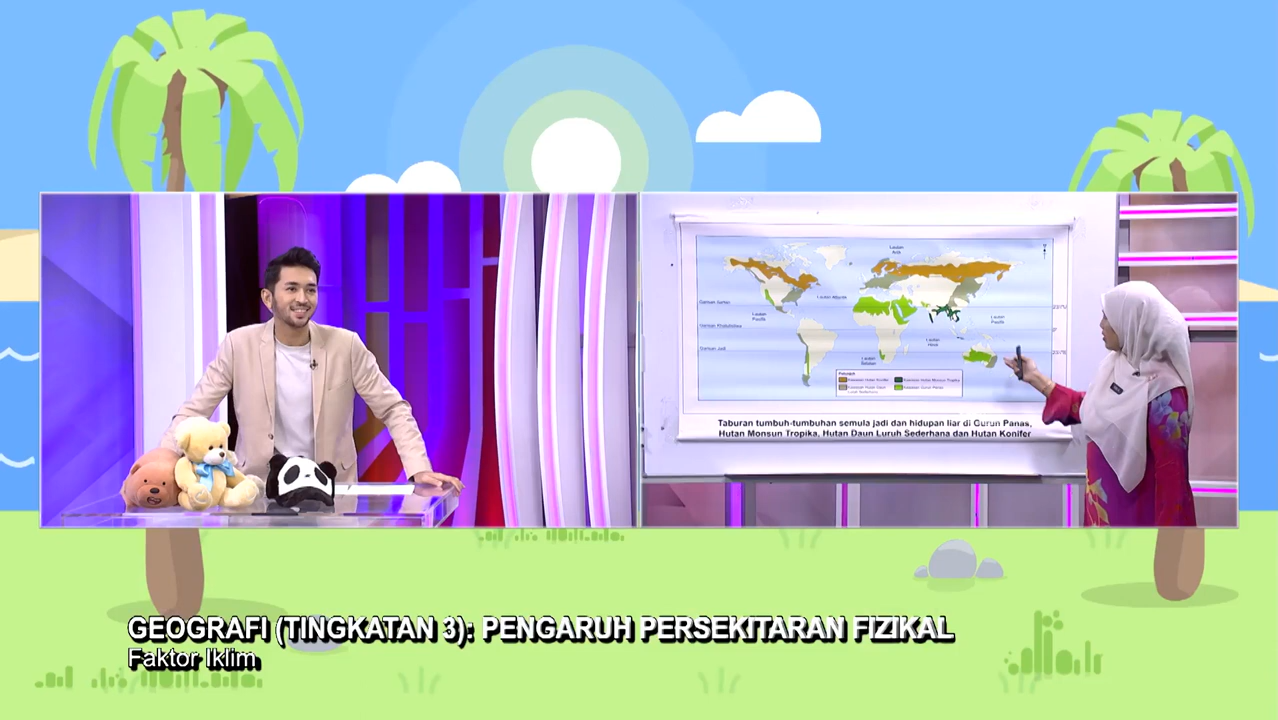 Lautan
Artik
Lautan Atlantik
Garisan Sartan
Lautan
Pasifik
Lautan
Pasifik
Garisan Khatulistiwa
Lautan
Hindi
Garisan Jadi
Lautan
Selatan
Petunjuk
Taburan tumbuh-tumbuhan semula jadi dan hidupan liar di Gurun Panas,
Hutan Monsun Tropika, Hutan Daun Luruh Sederhana dan Hutan Konifer
GEOGRAFI (TINGKATAN 3): PENGARUH PERSEKITARAN FIZIKAL
Faktor Iklim